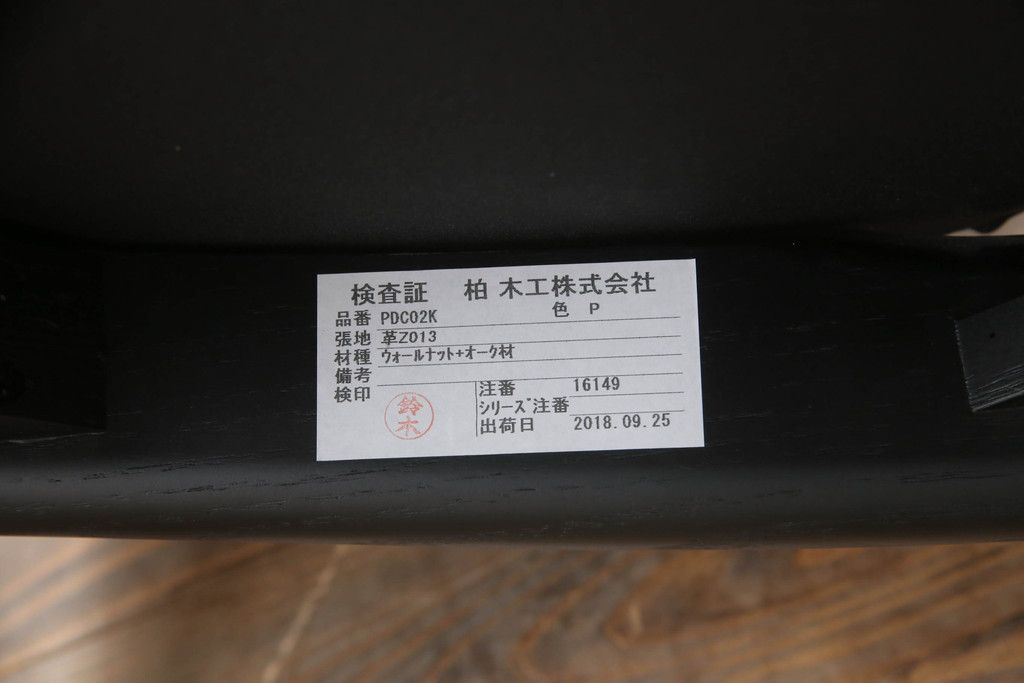 検査証 柏木工株式会社
品番 PDC02K 色 P
張地 革Z013
材種 ウォールナット+オーク材
備考
検印 鈴木
注番 16149
シリーズ注番
出荷日 2018.09.25